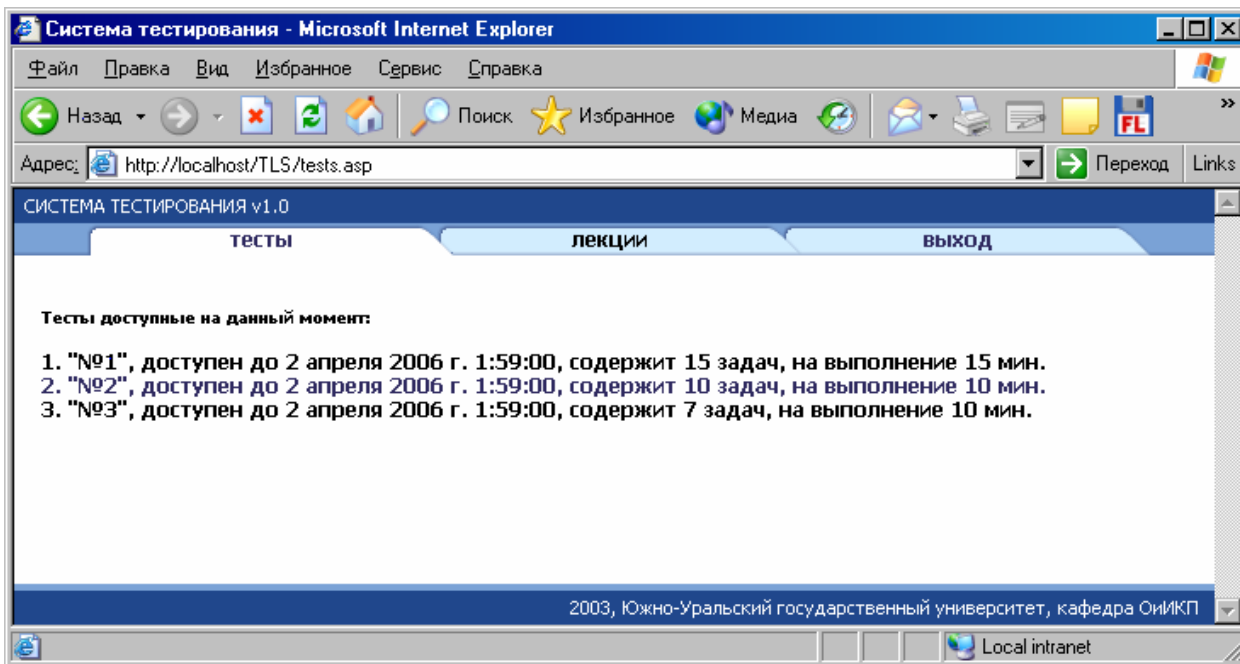 Система тестирования - Microsoft Internet Explorer
Файл Правка Вид Избранное Сервис Справка
Назад Поиск Избранное Медиа FL »
Адрес: http://localhost/TLS/tests.asp Переход Links
СИСТЕМА ТЕСТИРОВАНИЯ v1.0
тесты лекции выход
Тесты доступные на данный момент:
1. "№1", доступен до 2 апреля 2006 г. 1:59:00, содержит 15 задач, на выполнение 15 мин.
2. "№2", доступен до 2 апреля 2006 г. 1:59:00, содержит 10 задач, на выполнение 10 мин.
3. "№3", доступен до 2 апреля 2006 г. 1:59:00, содержит 7 задач, на выполнение 10 мин.
2003, Южно-Уральский государственный университет, кафедра ОиИКП
Local intranet